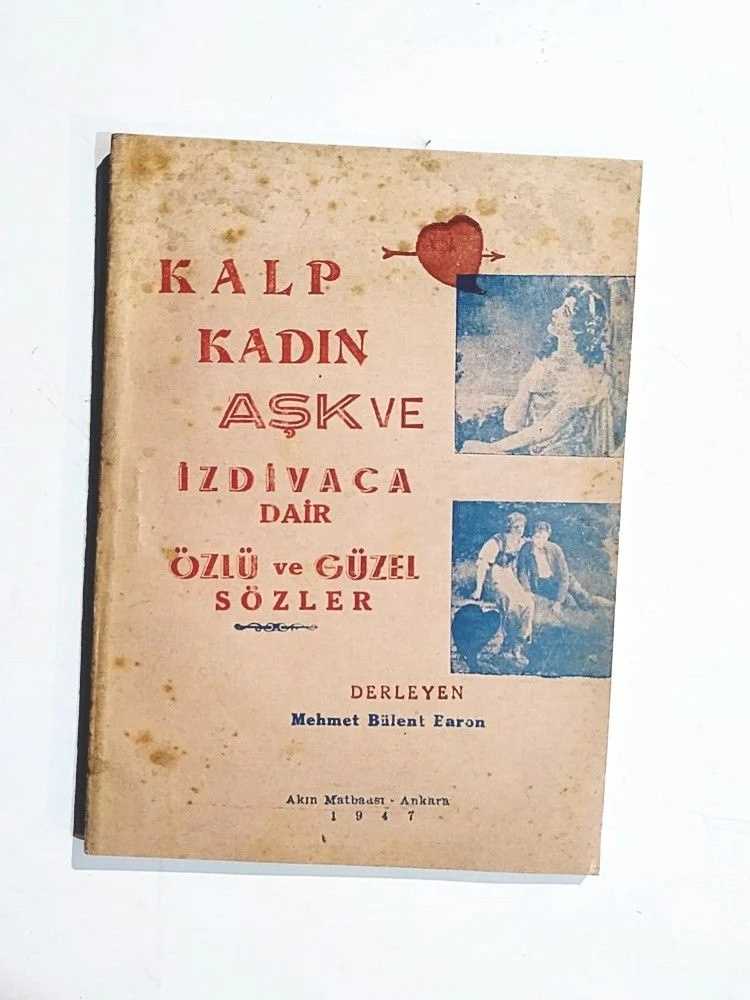 KALP
KADIN
AŞK VE
İZDİVACA
DAİR
ÖZLÜ ve GÜZEL
SÖZLER
DERLEYEN
Mehmet Bülent Earon
Akın Matbaası - Ankara
1947